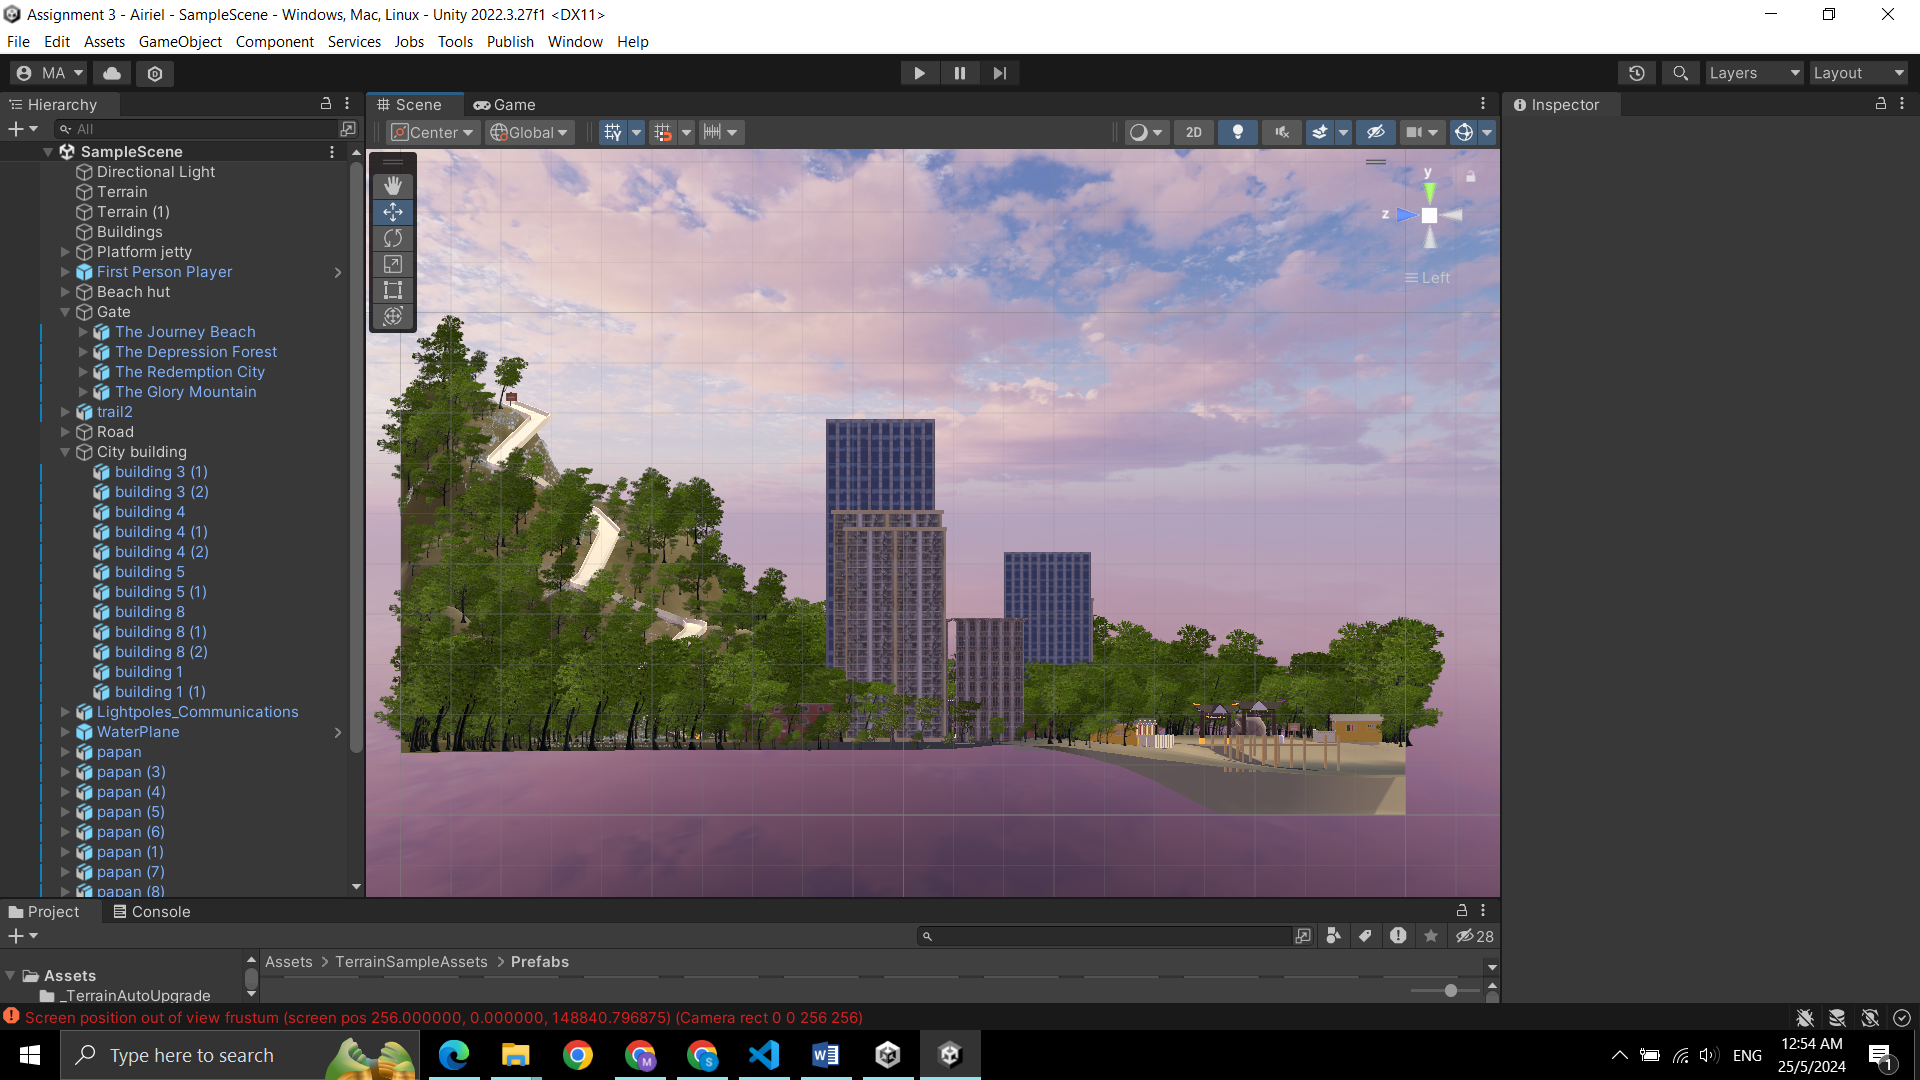 Assignment 3 - Airiel - SampleScene - Windows, Mac, Linux - Unity 2022.3.27f1 <DX11>
File Edit Assets GameObject Component Services Jobs Tools Publish Window Help
MA
Layers
Layout
Hierarchy
All
SampleScene
Directional Light
Terrain
Terrain (1)
Buildings
Platform jetty
First Person Player
Beach hut
Gate
The Journey Beach
The Depression Forest
The Redemption City
The Glory Mountain
trail2
Road
City building
building 3 (1)
building 3 (2)
building 4
building 4 (1)
building 4 (2)
building 5
building 5 (1)
building 8
building 8 (1)
building 8 (2)
building 1
building 1 (1)
Lightpoles_Communications
WaterPlane
papan
papan (3)
papan (4)
papan (5)
papan (6)
papan (1)
papan (7)
papan (8)
Scene Game
Center Global
2D
y
z
Left
Inspector
Project Console
28
Assets
_TerrainAutoUpgrade
Assets > TerrainSampleAssets > Prefabs
Screen position out of view frustum (screen pos 256.000000, 0.000000, 148840.796875) (Camera rect 0 0 256 256)
Type here to search
M
S
ENG
12:54 AM
25/5/2024
1